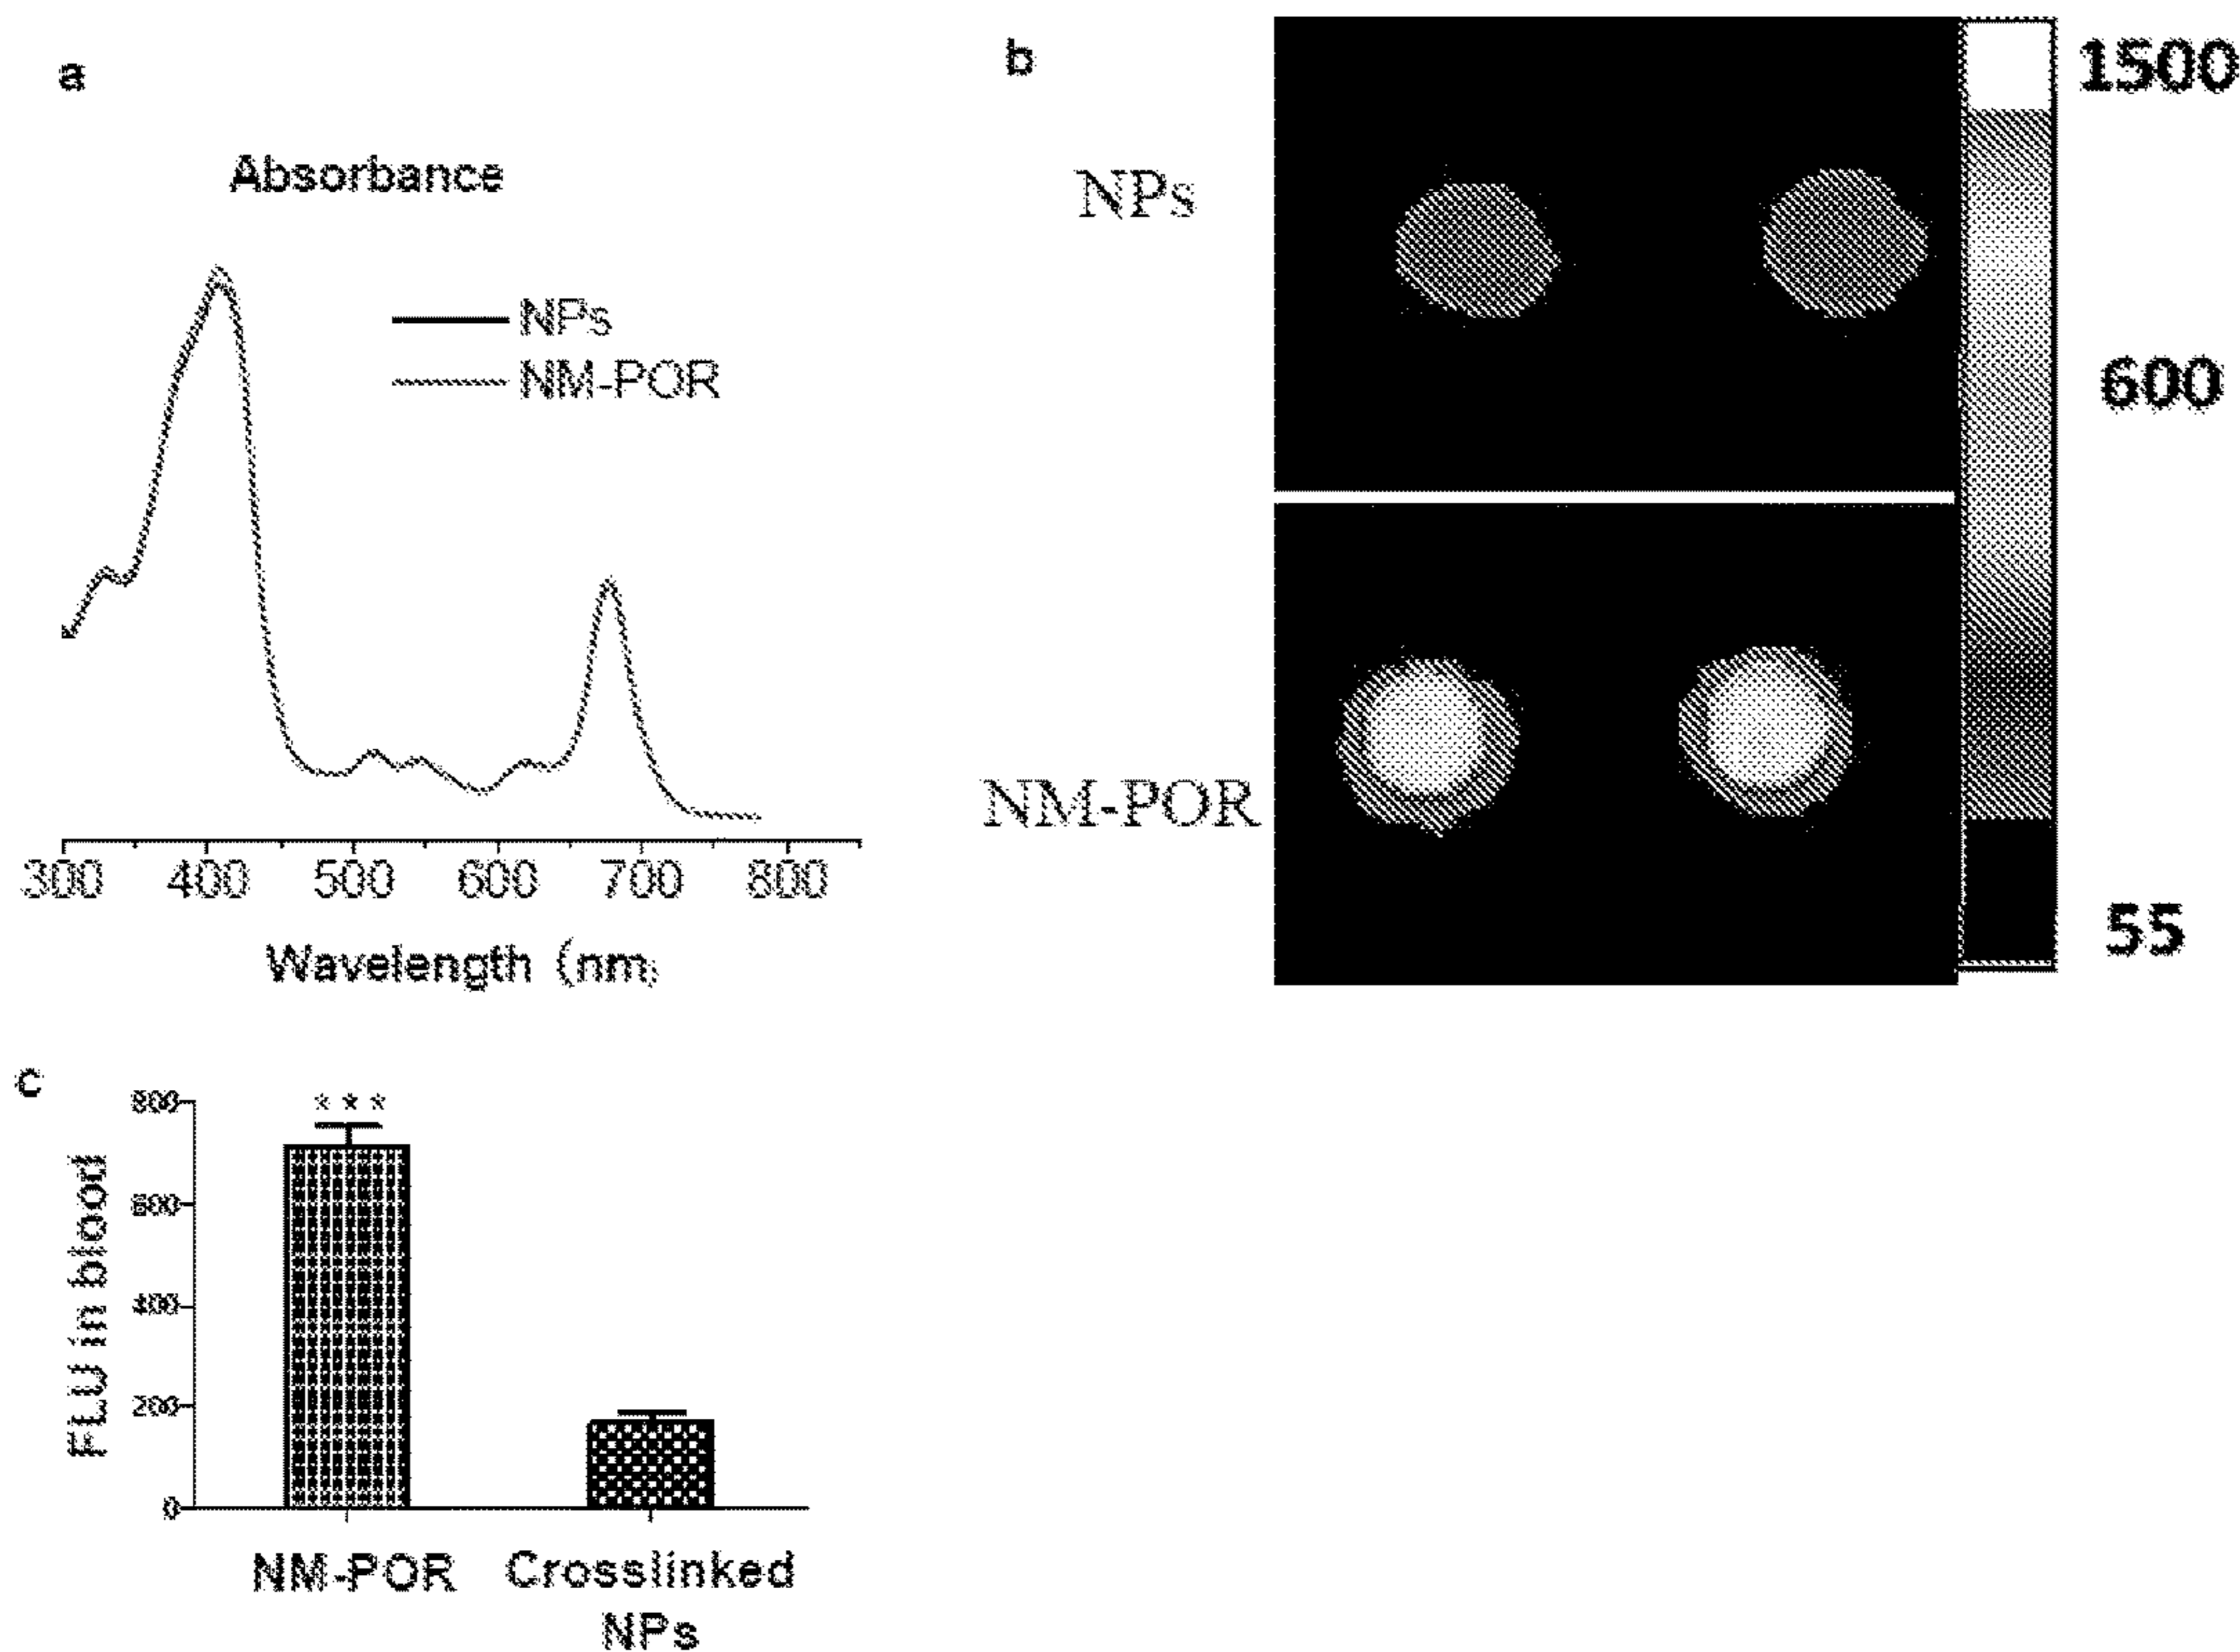 a
Absorbance
NPs
NM-POR
300 400 500 600 700 800
Wavelength (nm)
b
NPs
NM-POR
1500
600
55
c
FLU in blood
800
600
400
200
0
***
NM-POR
Crosslinked
NPs